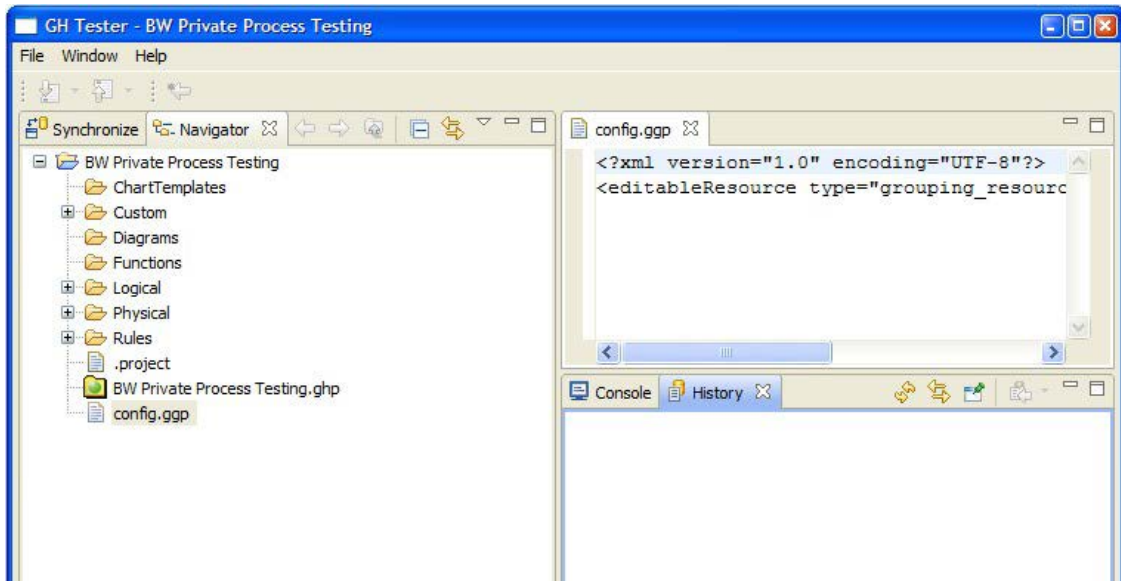 GH Tester - BW Private Process Testing
File Window Help
Synchronize Navigator
BW Private Process Testing
ChartTemplates
Custom
Diagrams
Functions
Logical
Physical
Rules
.project
BW Private Process Testing.ghp
config.ggp
config.ggp
<?xml version="1.0" encoding="UTF-8"?>
<editableResource type="grouping_resourc
Console History